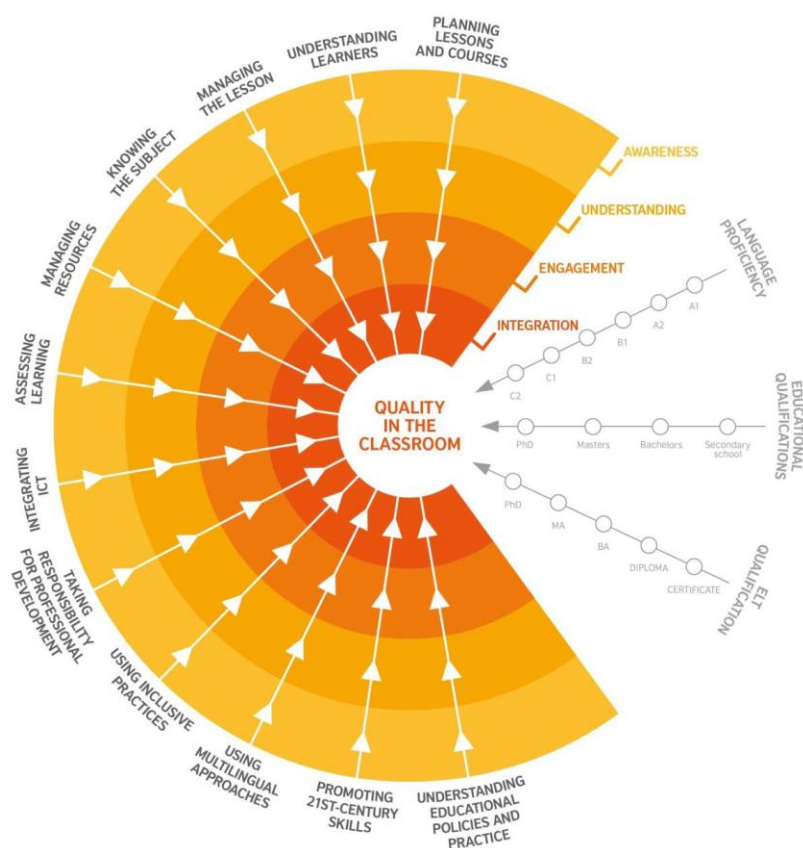 PLANNING
LESSONS
AND COURSES
UNDERSTANDING
LEARNERS
MANAGING
THE LESSON
KNOWING
THE SUBJECT
MANAGING
RESOURCES
ASSESSING
LEARNING
INTEGRATING
ICT
TAKING
RESPONSIBILITY
FOR PROFESSIONAL
DEVELOPMENT
USING INCLUSIVE
PRACTICES
USING
MULTILINGUAL
APPROACHES
PROMOTING
21ST-CENTURY
SKILLS
UNDERSTANDING
EDUCATIONAL
POLICIES AND
PRACTICE
AWARENESS
UNDERSTANDING
ENGAGEMENT
INTEGRATION
QUALITY
IN THE
CLASSROOM
LANGUAGE
PROFICIENCY
A1
A2
B1
B2
C1
C2
EDUCATIONAL
QUALIFICATIONS
PhD
Masters
Bachelors
Secondary
school
ELT
QUALIFICATION
PhD
MA
BA
DIPLOMA
CERTIFICATE